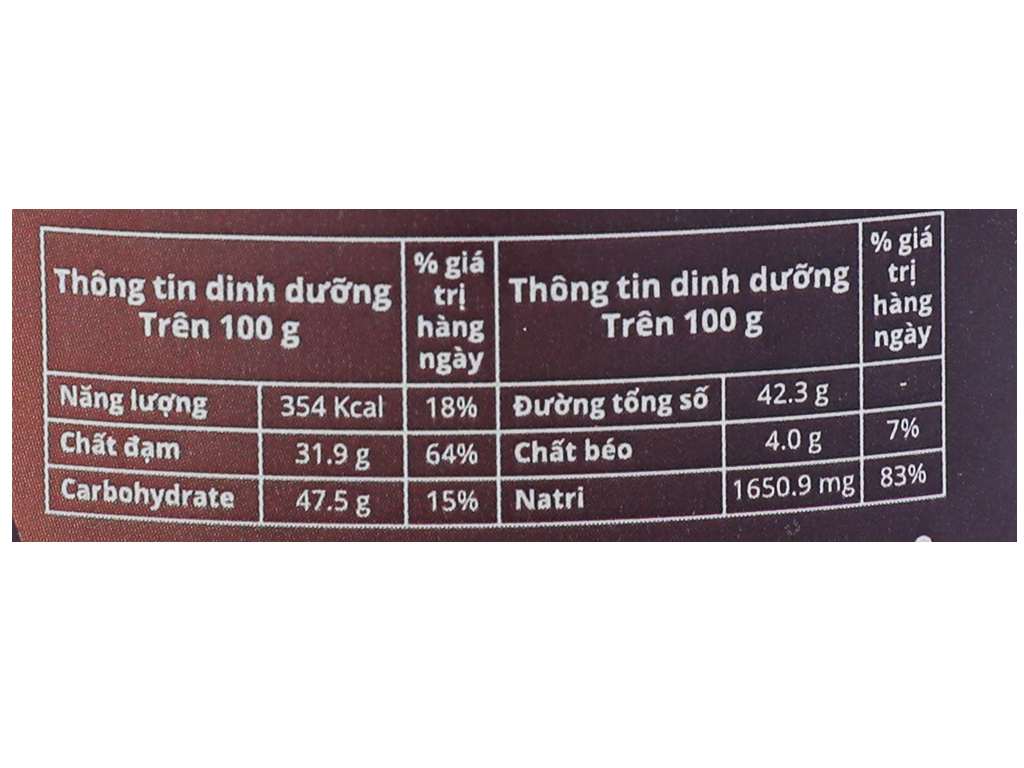 Thông tin dinh dưỡng
Trên 100 g
% giá
trị
hàng
ngày
Thông tin dinh dưỡng
Trên 100 g
% giá
trị
hàng
ngày
Năng lượng 354 Kcal 18% Đường tổng số 42.3 g -
Chất đạm 31.9 g 64% Chất béo 4.0 g 7%
Carbohydrate 47.5 g 15% Natri 1650.9 mg 83%